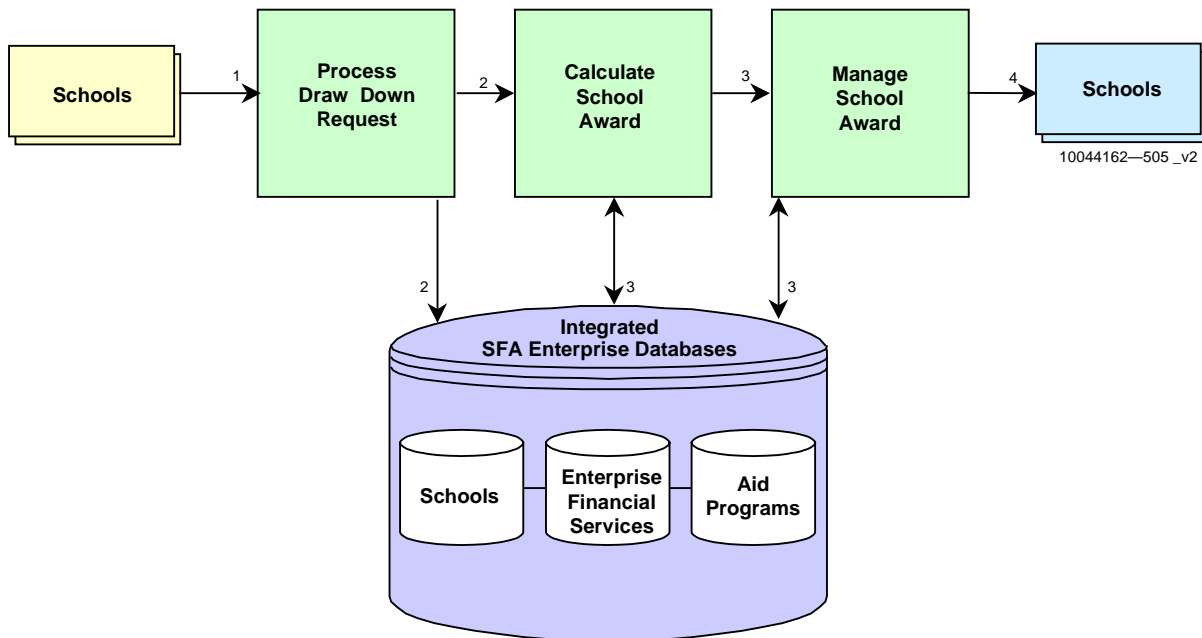 Schools
1
Process
Draw Down
Request
2
Calculate
School
Award
3
Manage
School
Award
4
Schools
10044162—505 _v2
2
3
3
Integrated
SFA Enterprise Databases
Schools
Enterprise
Financial
Services
Aid
Programs